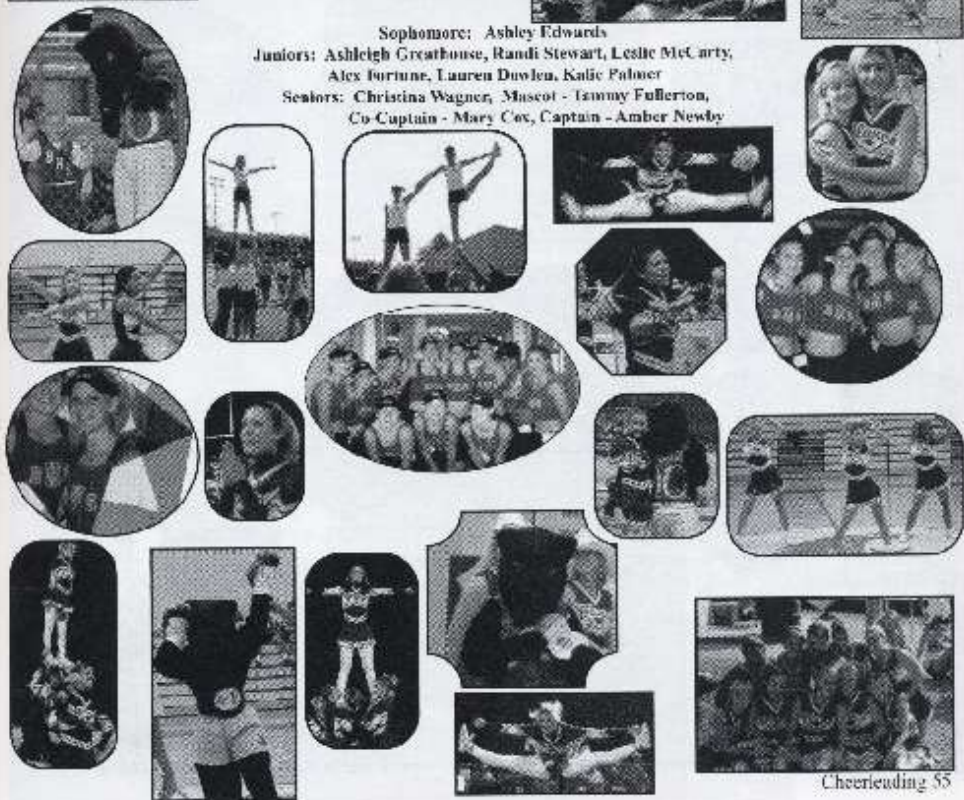 Sophomore: Ashley Edwards
Juniors: Ashleigh Greathouse, Randi Stewart, Leslie McCarty,
Alex Fortune, Lauren Dowlen, Katie Palmer
Seniors: Christina Wagner, Mascot - Tammy Fullerton,
Co-Captain - Mary Cox, Captain - Amber Newby
Cheerleading 55